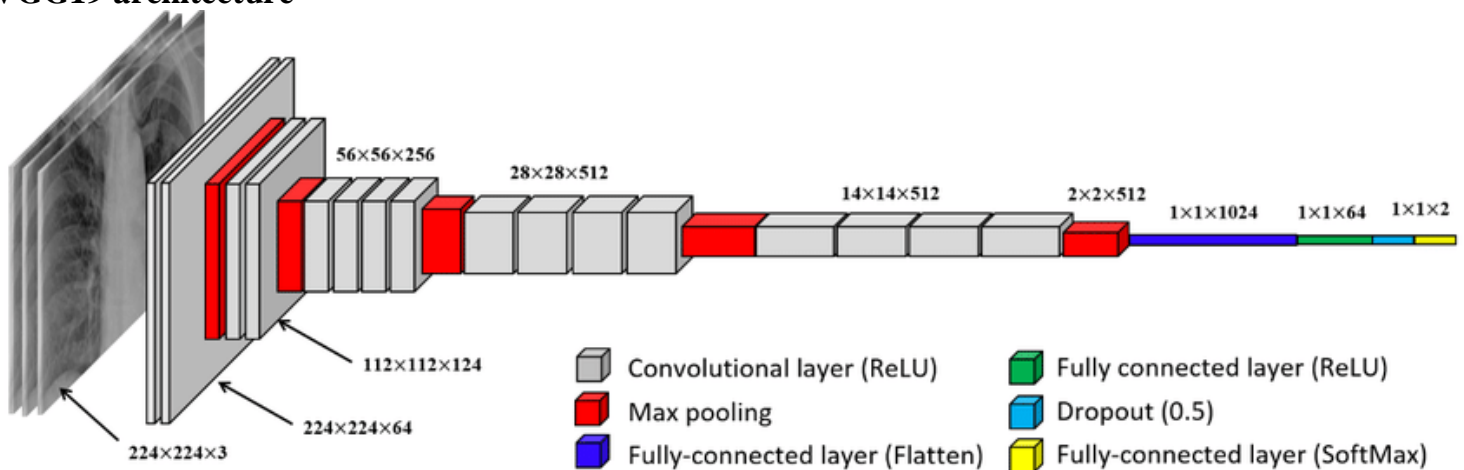 VGG19 architecture
56×56×256
28×28×512
14×14×512
2×2×512
1×1×1024
1×1×64
1×1×2
112×112×124
224×224×64
224×224×3
Convolutional layer (ReLU)
Max pooling
Fully-connected layer (Flatten)
Fully connected layer (ReLU)
Dropout (0.5)
Fully-connected layer (SoftMax)